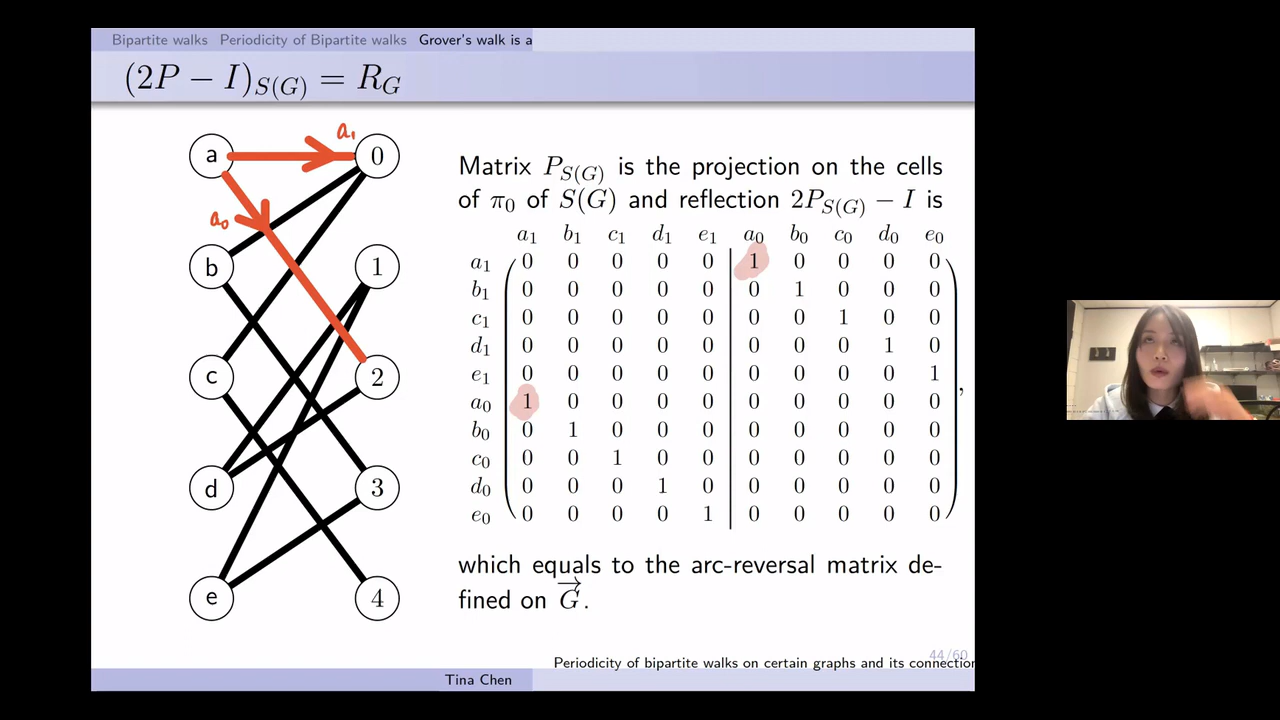 Bipartite walks Periodicity of Bipartite walks Grover's walk is a
(2P − I)_{S(G)} = R_G
a₁
a 0
a₀
b 1
c 2
d 3
e 4
Matrix P_{S(G)} is the projection on the cells
of π₀ of S(G) and reflection 2P_{S(G)} − I is
a₁ b₁ c₁ d₁ e₁ a₀ b₀ c₀ d₀ e₀
a₁ 0 0 0 0 0 1 0 0 0 0
b₁ 0 0 0 0 0 0 1 0 0 0
c₁ 0 0 0 0 0 0 0 1 0 0
d₁ 0 0 0 0 0 0 0 0 1 0
e₁ 0 0 0 0 0 0 0 0 0 1
a₀ 1 0 0 0 0 0 0 0 0 0
b₀ 0 1 0 0 0 0 0 0 0 0
c₀ 0 0 1 0 0 0 0 0 0 0
d₀ 0 0 0 1 0 0 0 0 0 0
e₀ 0 0 0 0 1 0 0 0 0 0
,
which equals to the arc-reversal matrix de-
fined on G⃗.
44/60
Periodicity of bipartite walks on certain graphs and its connection
Tina Chen